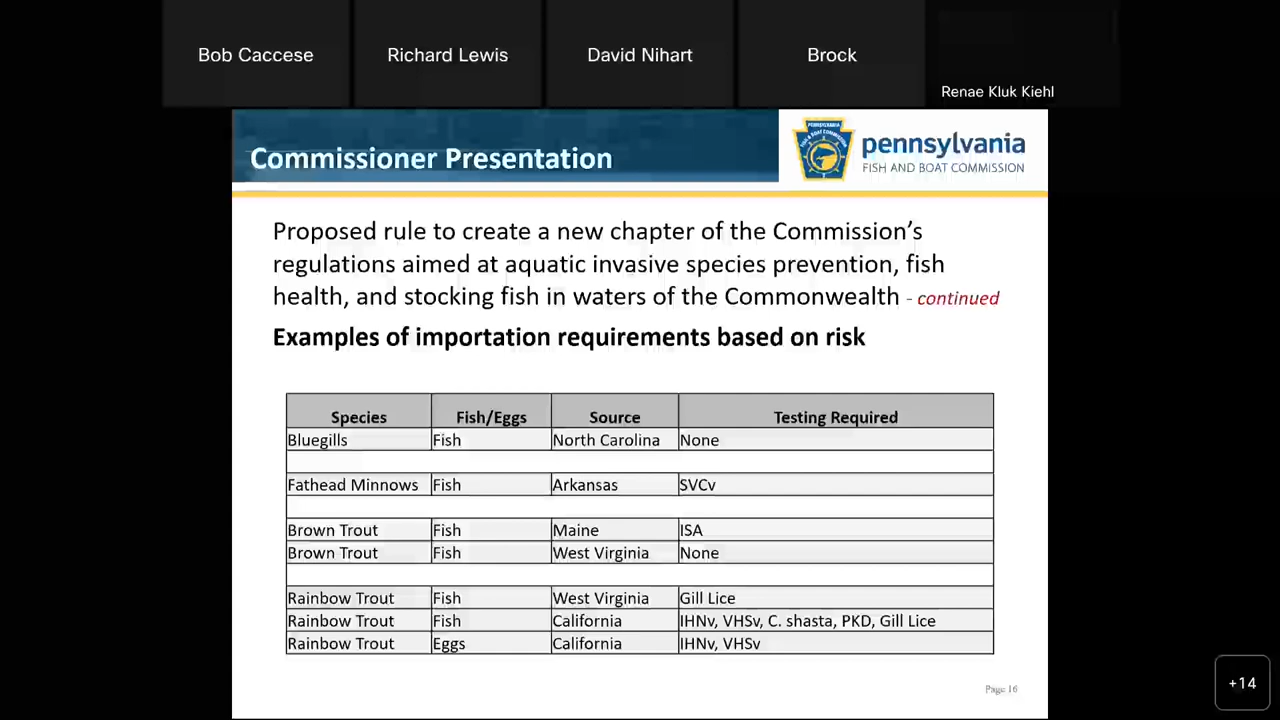 Bob Caccese
Richard Lewis
David Nihart
Brock
Renae Kluk Kiehl
Commissioner Presentation
pennsylvania
FISH AND BOAT COMMISSION
Proposed rule to create a new chapter of the Commission’s
regulations aimed at aquatic invasive species prevention, fish
health, and stocking fish in waters of the Commonwealth - continued
Examples of importation requirements based on risk
Species Fish/Eggs Source Testing Required
Bluegills Fish North Carolina None
Fathead Minnows Fish Arkansas SVCv
Brown Trout Fish Maine ISA
Brown Trout Fish West Virginia None
Rainbow Trout Fish West Virginia Gill Lice
Rainbow Trout Fish California IHNv, VHSv, C. shasta, PKD, Gill Lice
Rainbow Trout Eggs California IHNv, VHSv
Page 16
+14